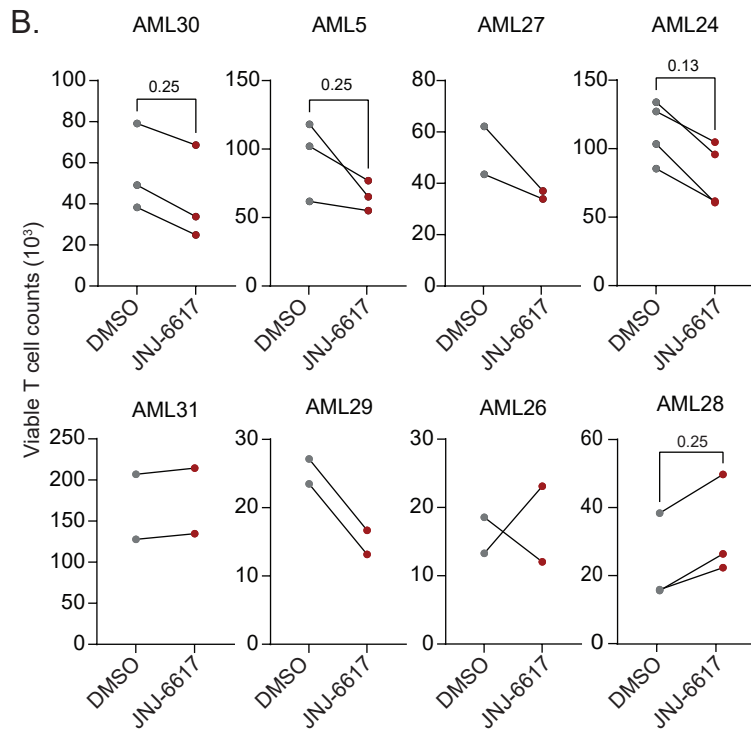 B.
AML30
AML5
AML27
AML24
Viable T cell counts (10³)
100
80
60
40
20
0
0.25
DMSO
JNJ-6617
150
100
50
0
0.25
DMSO
JNJ-6617
80
60
40
20
0
DMSO
JNJ-6617
150
100
50
0
0.13
DMSO
JNJ-6617
AML31
AML29
AML26
AML28
250
200
150
100
50
0
DMSO
JNJ-6617
30
20
10
0
DMSO
JNJ-6617
30
20
10
0
DMSO
JNJ-6617
60
40
20
0
0.25
DMSO
JNJ-6617